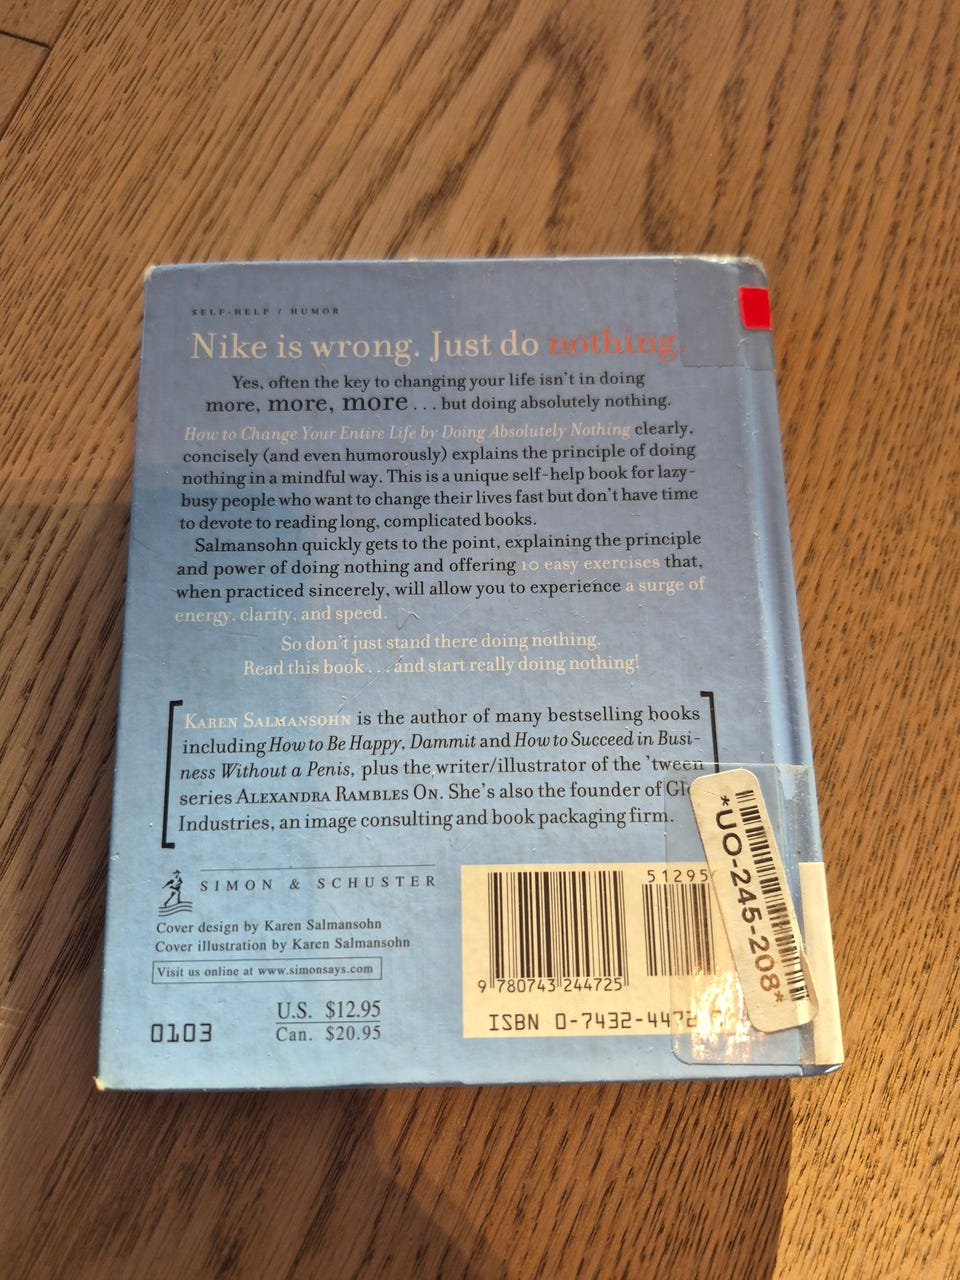 SELF-HELP / HUMOR
Nike is wrong. Just do nothing.
Yes, often the key to changing your life isn't in doing
more, more, more . . . but doing absolutely nothing.
How to Change Your Entire Life by Doing Absolutely Nothing clearly,
concisely (and even humorously) explains the principle of doing
nothing in a mindful way. This is a unique self-help book for lazy-
busy people who want to change their lives fast but don't have time
to devote to reading long, complicated books.
Salmansohn quickly gets to the point, explaining the principle
and power of doing nothing and offering 10 easy exercises that,
when practiced sincerely, will allow you to experience a surge of
energy, clarity, and speed.
So don't just stand there doing nothing.
Read this book . . . and start really doing nothing!
KAREN SALMANSOHN is the author of many bestselling books
including How to Be Happy, Dammit and How to Succeed in Busi-
ness Without a Penis, plus the writer/illustrator of the 'tween
series ALEXANDRA RAMBLES ON. She's also the founder of
Industries, an image consulting and book packaging firm.
SIMON & SCHUSTER
Cover design by Karen Salmansohn
Cover illustration by Karen Salmansohn
Visit us online at www.simonsays.com
U.S. $12.95
Can. $20.95
0103
51295
9 780743 244725
ISBN 0-7432-4472
*UO-245-208*